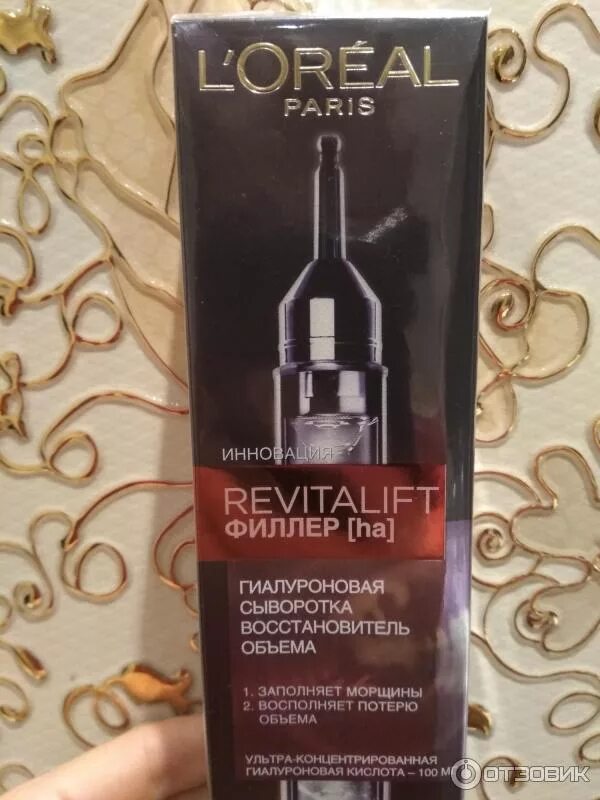 L'ORÉAL
PARIS
ИННОВАЦИЯ
REVITALIFT
ФИЛЛЕР [ha]
ГИАЛУРОНОВАЯ
СЫВОРОТКА
ВОССТАНОВИТЕЛЬ
ОБЪЕМА
1. ЗАПОЛНЯЕТ МОРЩИНЫ
2. ВОСПОЛНЯЕТ ПОТЕРЮ
ОБЪЕМА
УЛЬТРА-КОНЦЕНТРИРОВАННАЯ
ГИАЛУРОНОВАЯ КИСЛОТА – 100 М
ОТЗОВИК